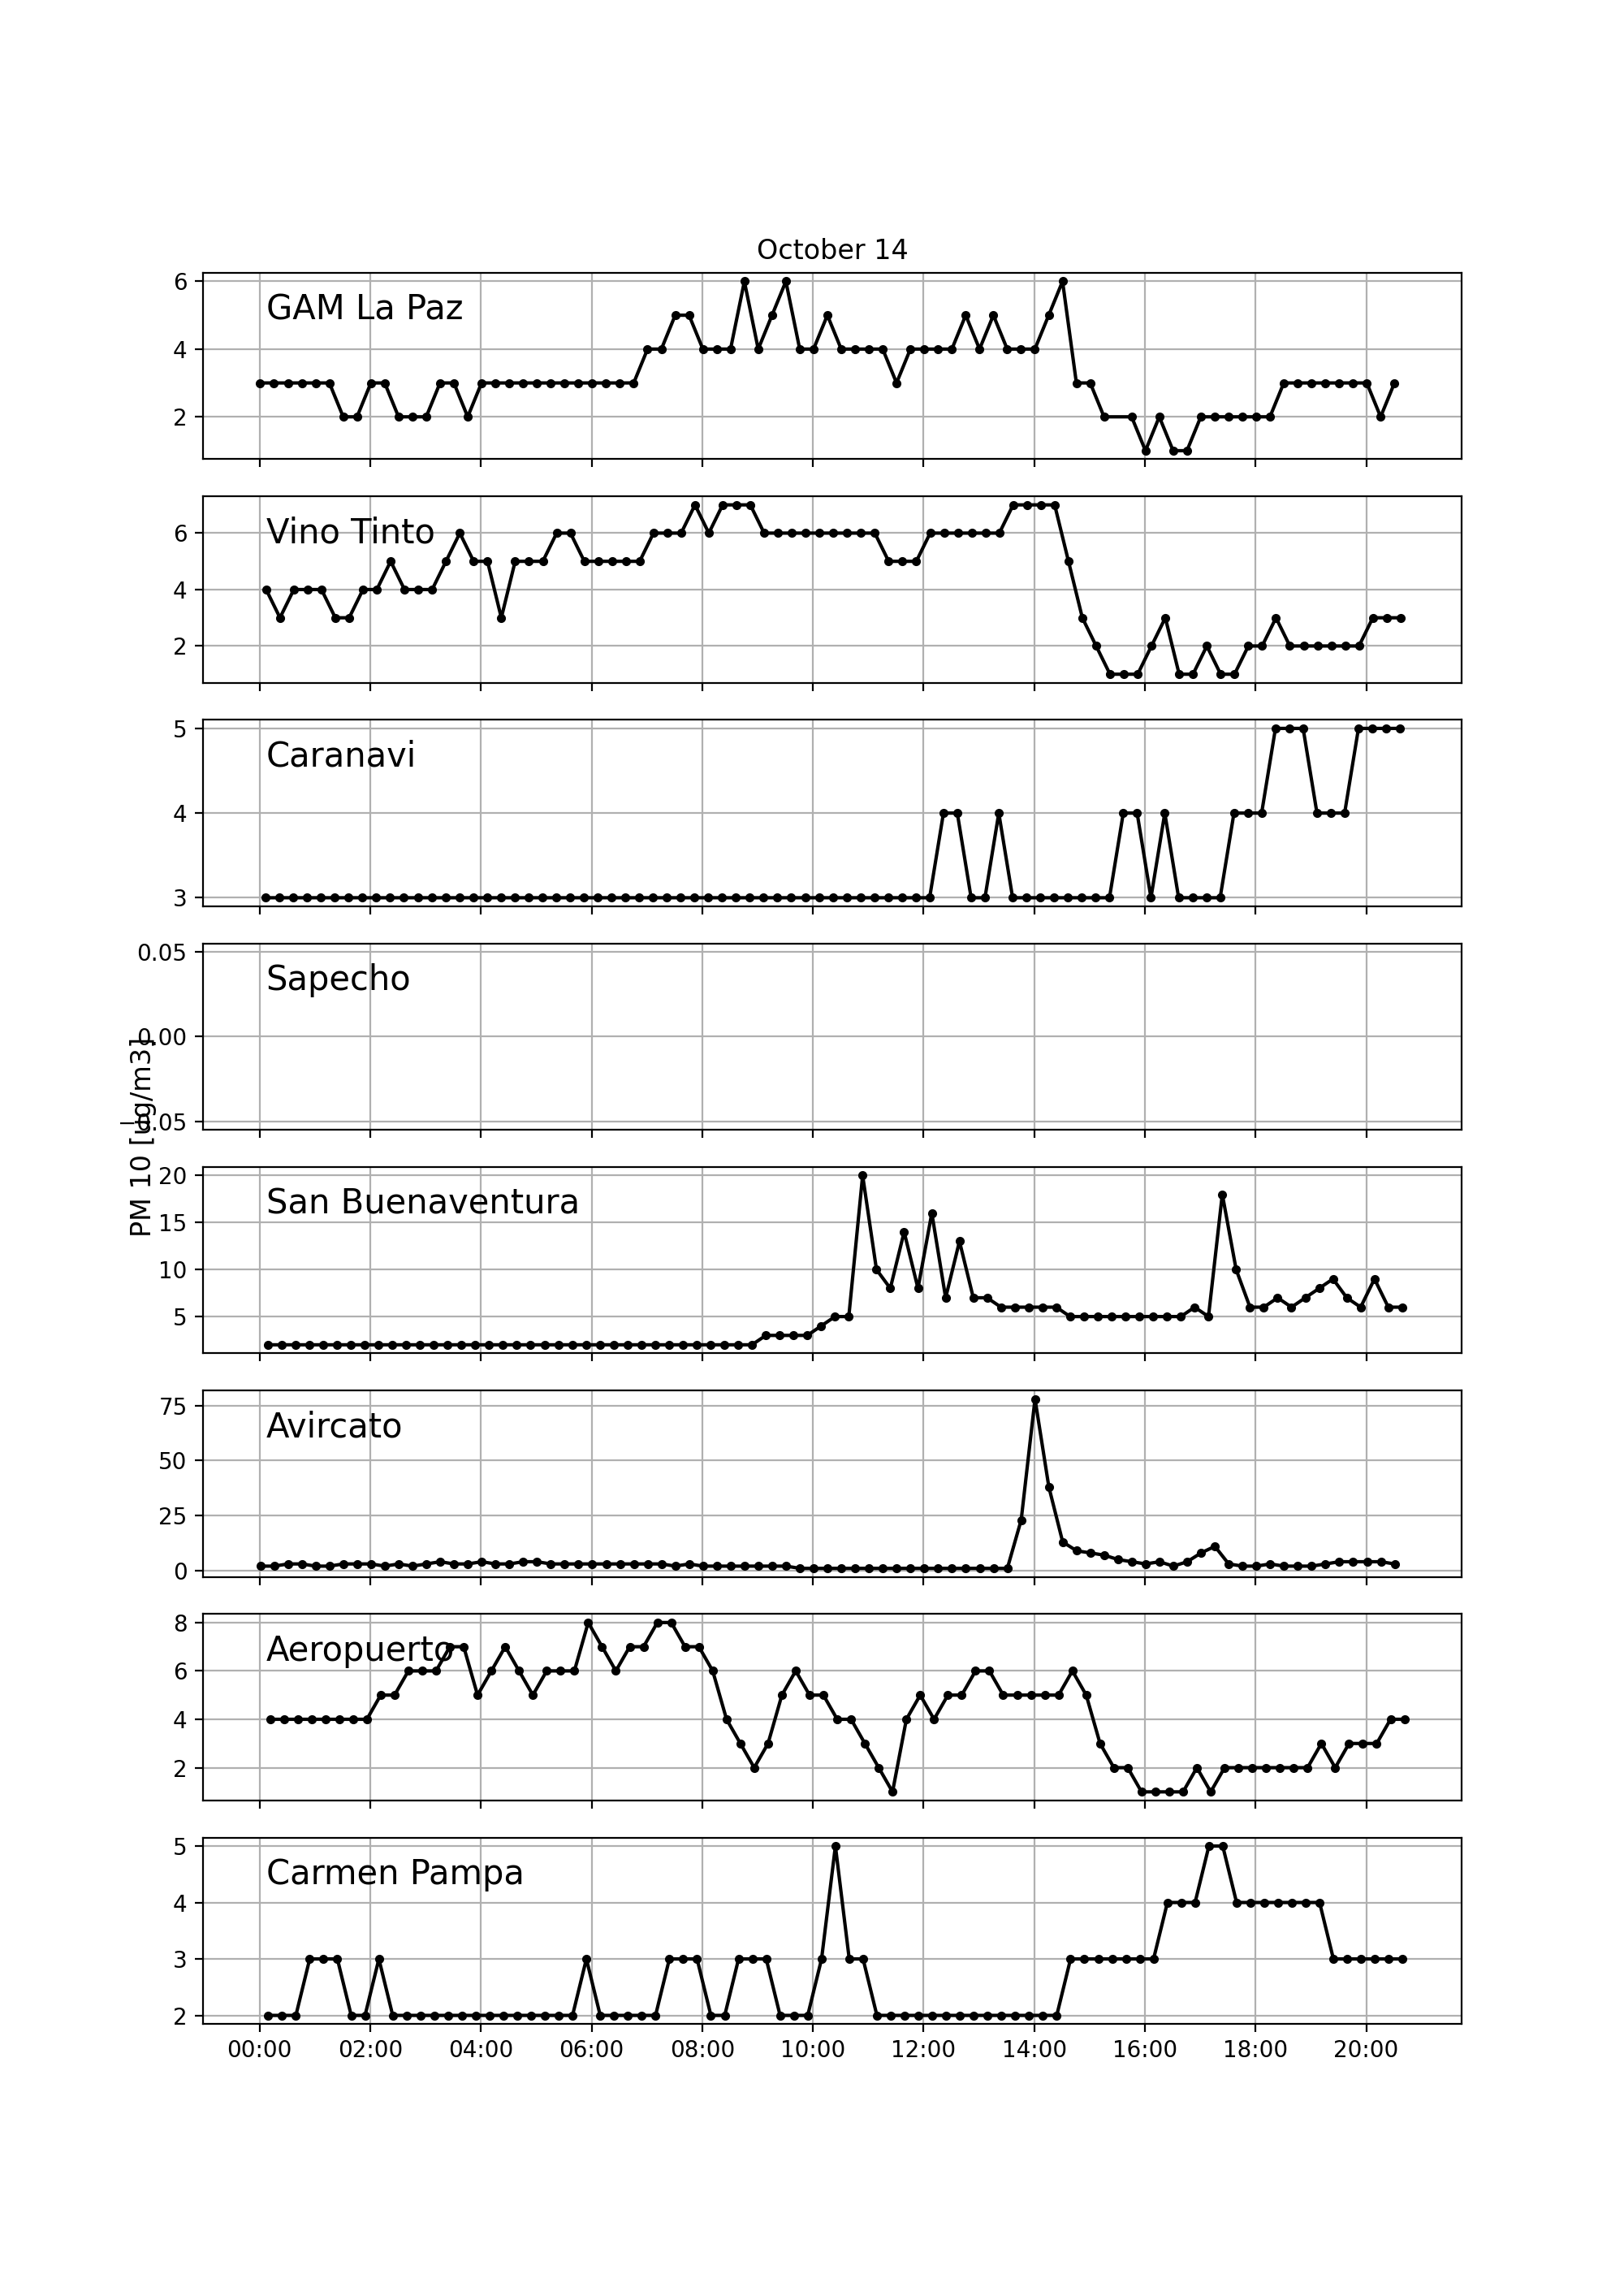 October 14
6
GAM La Paz
4
2
Vino Tinto
6
4
2
5
Caranavi
4
3
0.05
Sapecho
0.00
−0.05
PM 10 [ug/m3]
20
San Buenaventura
15
10
5
75
Avircato
50
25
0
8
Aeropuerto
6
4
2
5
Carmen Pampa
4
3
2
00:00 02:00 04:00 06:00 08:00 10:00 12:00 14:00 16:00 18:00 20:00